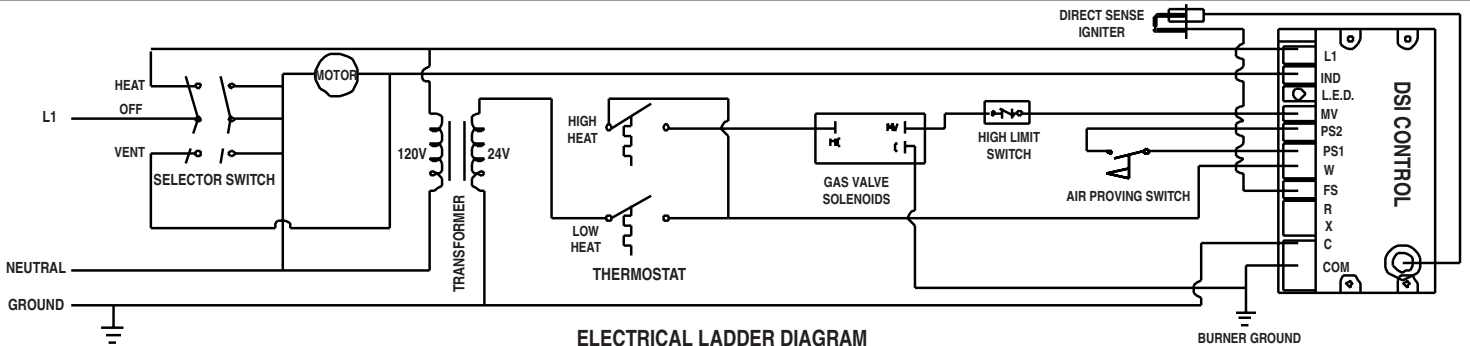 DIRECT SENSE
IGNITER
L1
IND
L.E.D.
MV
PS2
PS1
W
FS
R
X
C
COM
DSI CONTROL
HEAT
OFF
L1
VENT
SELECTOR SWITCH
MOTOR
120V
24V
TRANSFORMER
HIGH
HEAT
LOW
HEAT
THERMOSTAT
HI
MV
C
GAS VALVE
SOLENOIDS
HIGH LIMIT
SWITCH
AIR PROVING SWITCH
NEUTRAL
GROUND
BURNER GROUND
ELECTRICAL LADDER DIAGRAM